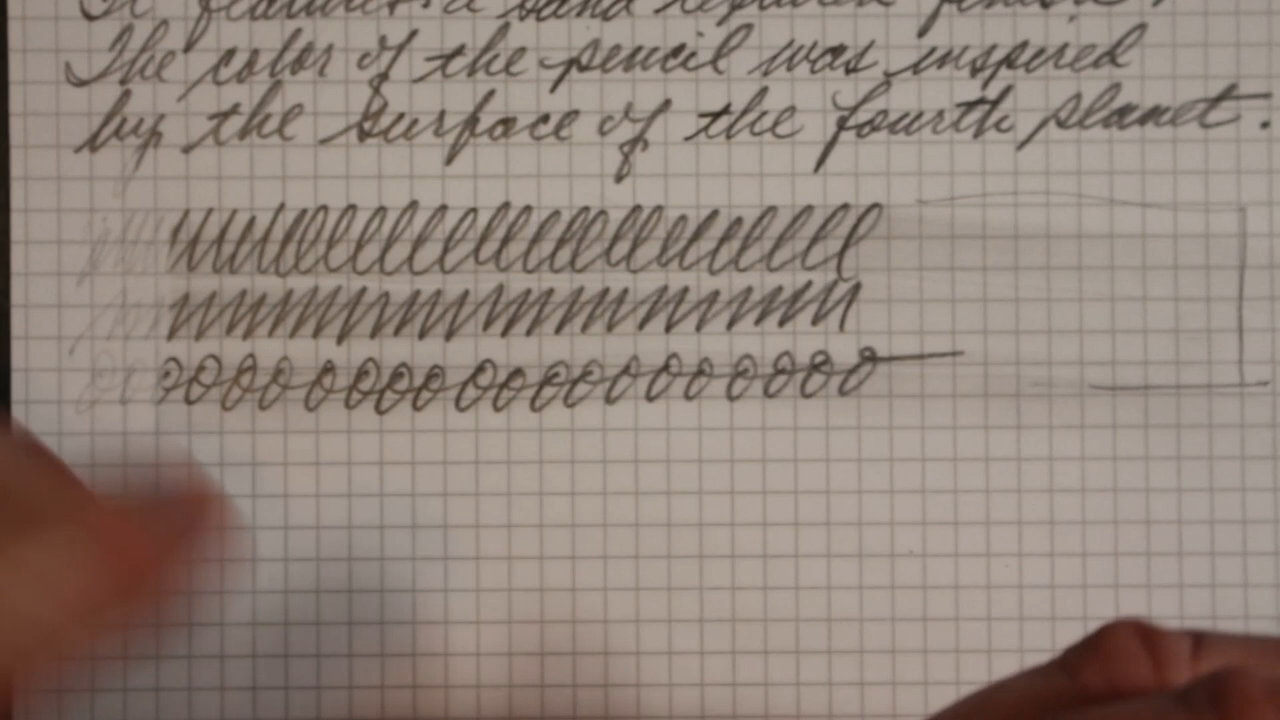 The color of the pencil was inspired
by the surface of the fourth planet.